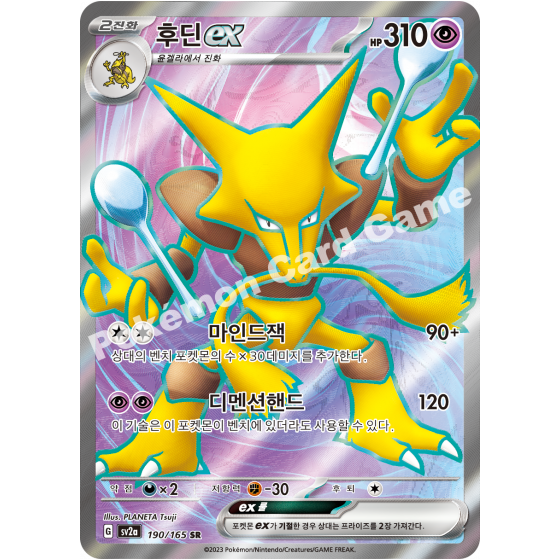 2진화
후딘ex
HP310
윤겔라에서 진화
Pokémon Card Game
마인드잭 90+
상대의 벤치 포켓몬의 수 × 30데미지를 추가한다.
디멘션핸드 120
이 기술은 이 포켓몬이 벤치에 있더라도 사용할 수 있다.
약 점 ×2 저항력 -30 후 퇴
Illus. PLANETA Tsuji
G sv2a 190/165 SR
ex 룰
포켓몬 ex가 기절한 경우 상대는 프라이즈를 2장 가져간다.
©2023 Pokémon/Nintendo/Creatures/GAME FREAK.